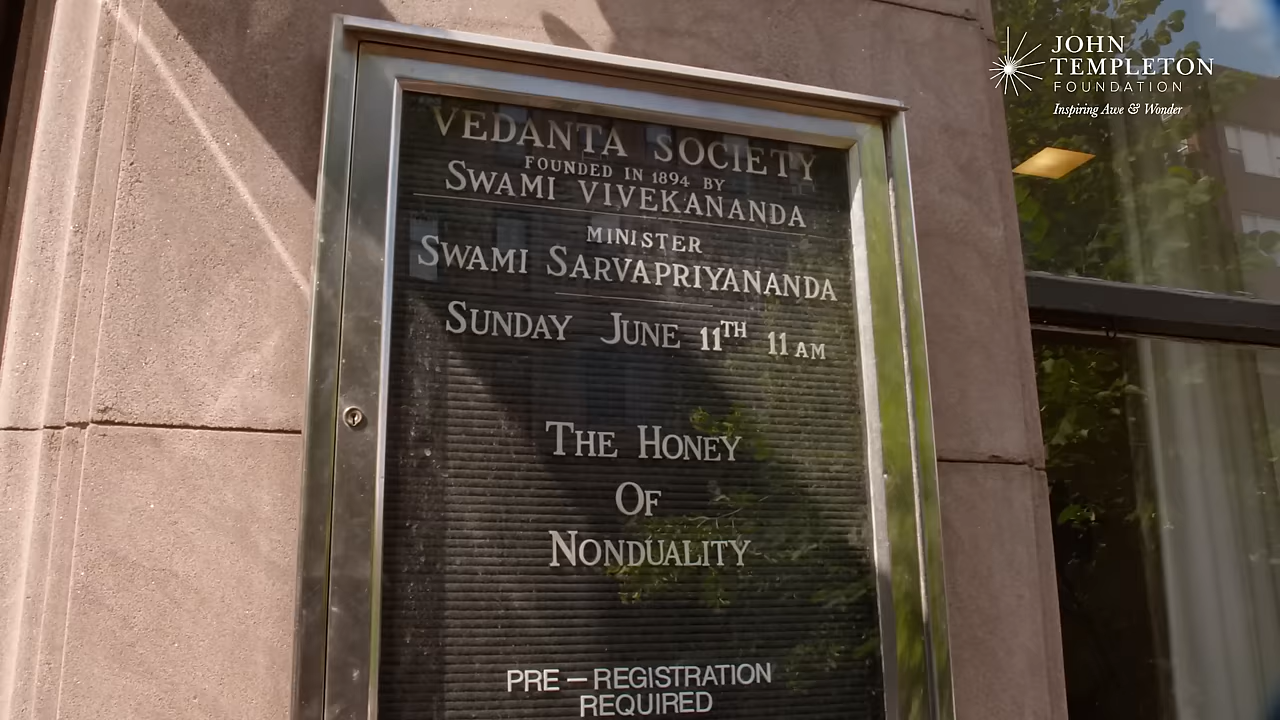 VEDANTA SOCIETY
FOUNDED IN 1894 BY
SWAMI VIVEKANANDA
MINISTER
SWAMI SARVAPRIYANANDA
SUNDAY JUNE 11TH 11 AM
THE HONEY
OF
NONDUALITY
PRE – REGISTRATION
REQUIRED
JOHN
TEMPLETON
FOUNDATION
Inspiring Awe & Wonder